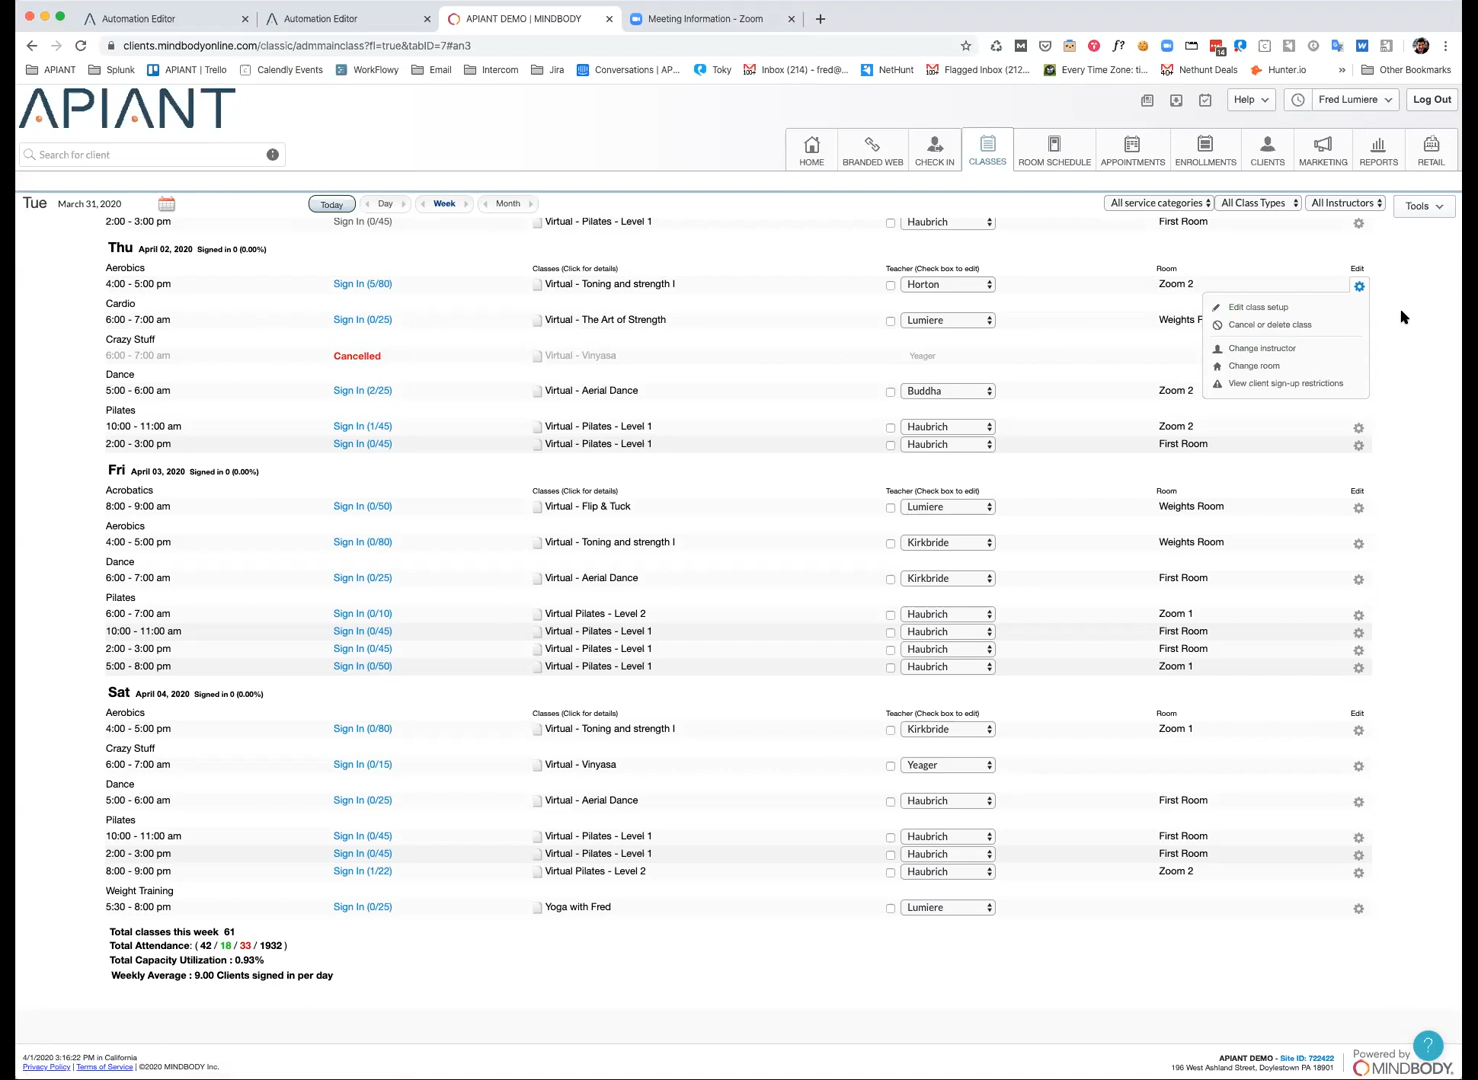 Automation Editor × Automation Editor × APIANT DEMO | MINDBODY × Meeting Information - Zoom × +
clients.mindbodyonline.com/classic/admmainclass?fl=true&tabID=7#an3
APIANT Splunk APIANT | Trello Calendly Events WorkFlowy Email Intercom Jira Conversations | AP... Toky Inbox (214) - fred@... NetHunt Flagged Inbox (212... Every Time Zone: ti... Nethunt Deals Hunter.io » Other Bookmarks
APIANT
Help Fred Lumiere Log Out
Search for client
HOME BRANDED WEB CHECK IN CLASSES ROOM SCHEDULE APPOINTMENTS ENROLLMENTS CLIENTS MARKETING REPORTS RETAIL
Tue March 31, 2020 Today Day Week Month All service categories All Class Types All Instructors Tools
2:00 - 3:00 pm Sign In (0/45) Virtual - Pilates - Level 1 Haubrich First Room
Thu April 02, 2020 Signed in 0 (0.00%)
Aerobics Classes (Click for details) Teacher (Check box to edit) Room Edit
4:00 - 5:00 pm Sign In (5/80) Virtual - Toning and strength I Horton Zoom 2
Cardio
Edit class setup
6:00 - 7:00 am Sign In (0/25) Virtual - The Art of Strength Lumiere Weights
Cancel or delete class
Crazy Stuff
Change instructor
6:00 - 7:00 am Cancelled Virtual - Vinyasa Yeager
Change room
Dance
View client sign-up restrictions
5:00 - 6:00 am Sign In (2/25) Virtual - Aerial Dance Buddha Zoom 2
Pilates
10:00 - 11:00 am Sign In (1/45) Virtual - Pilates - Level 1 Haubrich Zoom 2
2:00 - 3:00 pm Sign In (0/45) Virtual - Pilates - Level 1 Haubrich First Room
Fri April 03, 2020 Signed in 0 (0.00%)
Acrobatics Classes (Click for details) Teacher (Check box to edit) Room Edit
8:00 - 9:00 am Sign In (0/50) Virtual - Flip & Tuck Lumiere Weights Room
Aerobics
4:00 - 5:00 pm Sign In (0/80) Virtual - Toning and strength I Kirkbride Weights Room
Dance
6:00 - 7:00 am Sign In (0/25) Virtual - Aerial Dance Kirkbride First Room
Pilates
6:00 - 7:00 am Sign In (0/10) Virtual Pilates - Level 2 Haubrich Zoom 1
10:00 - 11:00 am Sign In (0/45) Virtual - Pilates - Level 1 Haubrich First Room
2:00 - 3:00 pm Sign In (0/45) Virtual - Pilates - Level 1 Haubrich First Room
5:00 - 8:00 pm Sign In (0/50) Virtual - Pilates - Level 1 Haubrich Zoom 1
Sat April 04, 2020 Signed in 0 (0.00%)
Aerobics Classes (Click for details) Teacher (Check box to edit) Room Edit
4:00 - 5:00 pm Sign In (0/80) Virtual - Toning and strength I Kirkbride Zoom 1
Crazy Stuff
6:00 - 7:00 am Sign In (0/15) Virtual - Vinyasa Yeager
Dance
5:00 - 6:00 am Sign In (0/25) Virtual - Aerial Dance Haubrich First Room
Pilates
10:00 - 11:00 am Sign In (0/45) Virtual - Pilates - Level 1 Haubrich First Room
2:00 - 3:00 pm Sign In (0/45) Virtual - Pilates - Level 1 Haubrich First Room
8:00 - 9:00 pm Sign In (1/22) Virtual Pilates - Level 2 Haubrich Zoom 2
Weight Training
5:30 - 8:00 pm Sign In (0/25) Yoga with Fred Lumiere
Total classes this week 61
Total Attendance: ( 42 / 18 / 33 / 1932 )
Total Capacity Utilization : 0.93%
Weekly Average : 9.00 Clients signed in per day
4/1/2020 3:16:22 PM in California APIANT DEMO - Site ID: 722422 Powered by
Privacy Policy | Terms of Service | ©2020 MINDBODY Inc. 196 West Ashland Street, Doylestown PA 18901 MINDBODY.